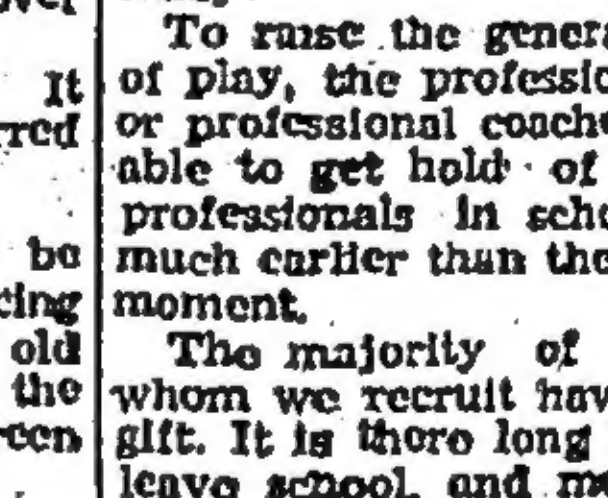 It
rred
be
cing
old
the
reen
To raise the genera
of play, the professio
or professional coache
able to get hold of
professionals in scho
much earlier than the
moment.
The majority of
whom we recruit hav
gift. It is there long
leave school, and m